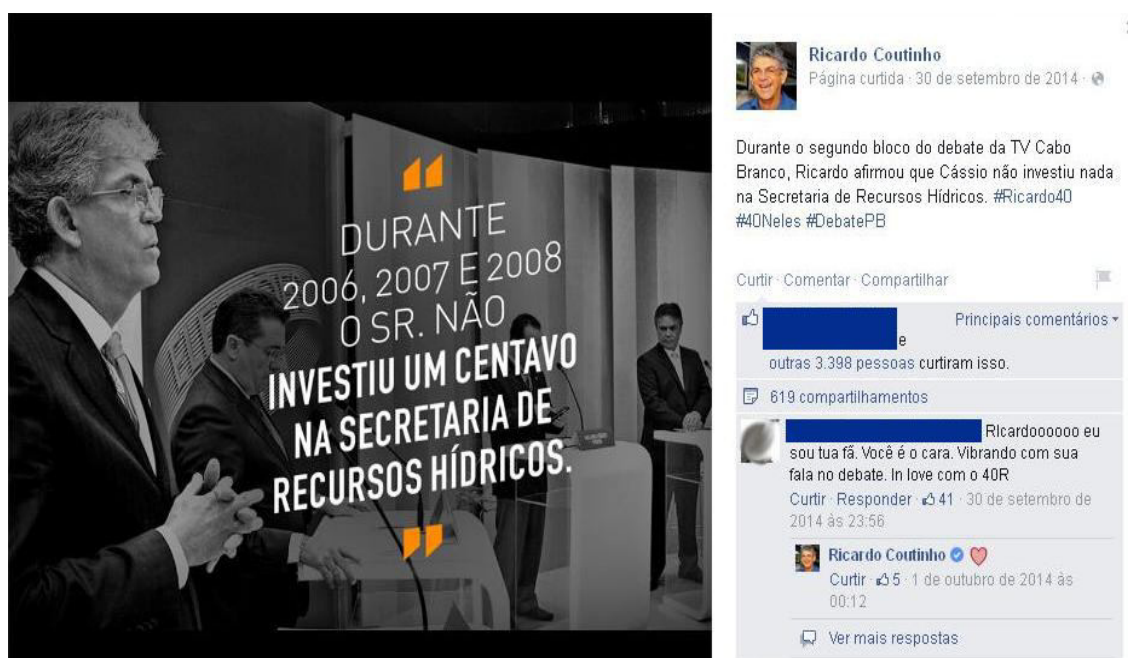 “
DURANTE
2006, 2007 E 2008
O SR. NÃO
INVESTIU UM CENTAVO
NA SECRETARIA DE
RECURSOS HÍDRICOS.
”
Ricardo Coutinho
Página curtida · 30 de setembro de 2014 ·
Durante o segundo bloco do debate da TV Cabo
Branco, Ricardo afirmou que Cássio não investiu nada
na Secretaria de Recursos Hídricos. #Ricardo40
#40Neles #DebatePB
Curtir · Comentar · Compartilhar
Principais comentários
e
outras 3.398 pessoas curtiram isso.
619 compartilhamentos
RIcardoooooo eu
sou tua fã. Você é o cara. Vibrando com sua
fala no debate. In love com o 40R
Curtir · Responder · 41 · 30 de setembro de
2014 às 23:56
Ricardo Coutinho
Curtir · 5 · 1 de outubro de 2014 às
00:12
Ver mais respostas